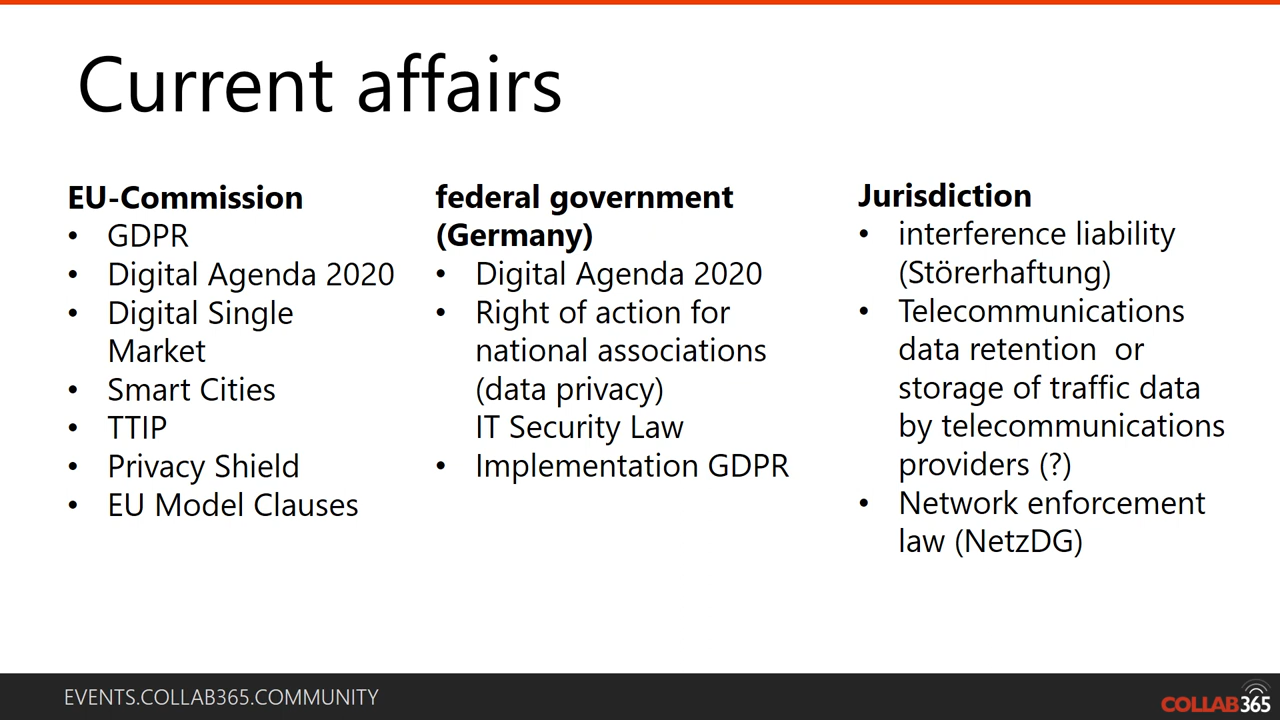 Current affairs
EU-Commission
• GDPR
• Digital Agenda 2020
• Digital Single
Market
• Smart Cities
• TTIP
• Privacy Shield
• EU Model Clauses
federal government
(Germany)
• Digital Agenda 2020
• Right of action for
national associations
(data privacy)
IT Security Law
• Implementation GDPR
Jurisdiction
• interference liability
(Störerhaftung)
• Telecommunications
data retention  or
storage of traffic data
by telecommunications
providers (?)
• Network enforcement
law (NetzDG)
EVENTS.COLLAB365.COMMUNITY
COLLAB365